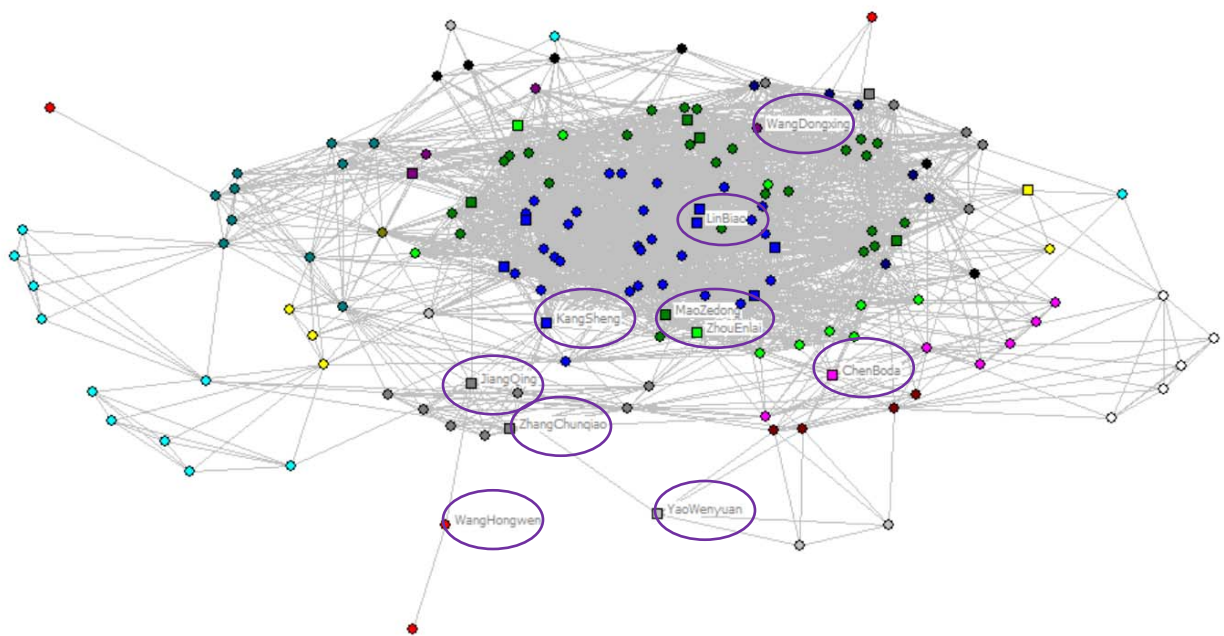 WangDongxing
LinBiao
KangSheng
MaoZedong
ZhouEnlai
ChenBoda
JiangQing
ZhangChunqiao
WangHongwen
YaoWenyuan